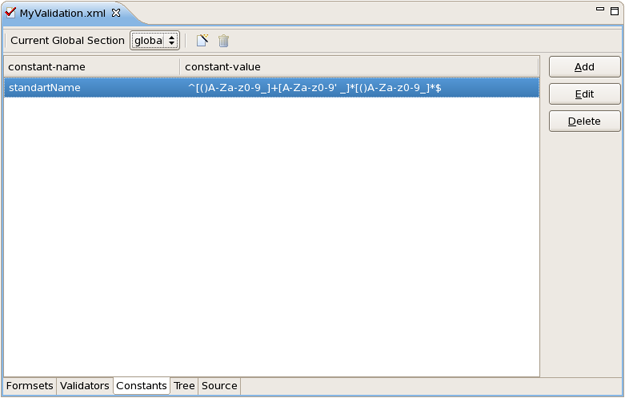 MyValidation.xml
Current Global Section globa
constant-name constant-value
standartName ^[()A-Za-z0-9_]+[A-Za-z0-9' _]*[()A-Za-z0-9_]*$
Add
Edit
Delete
Formsets Validators Constants Tree Source